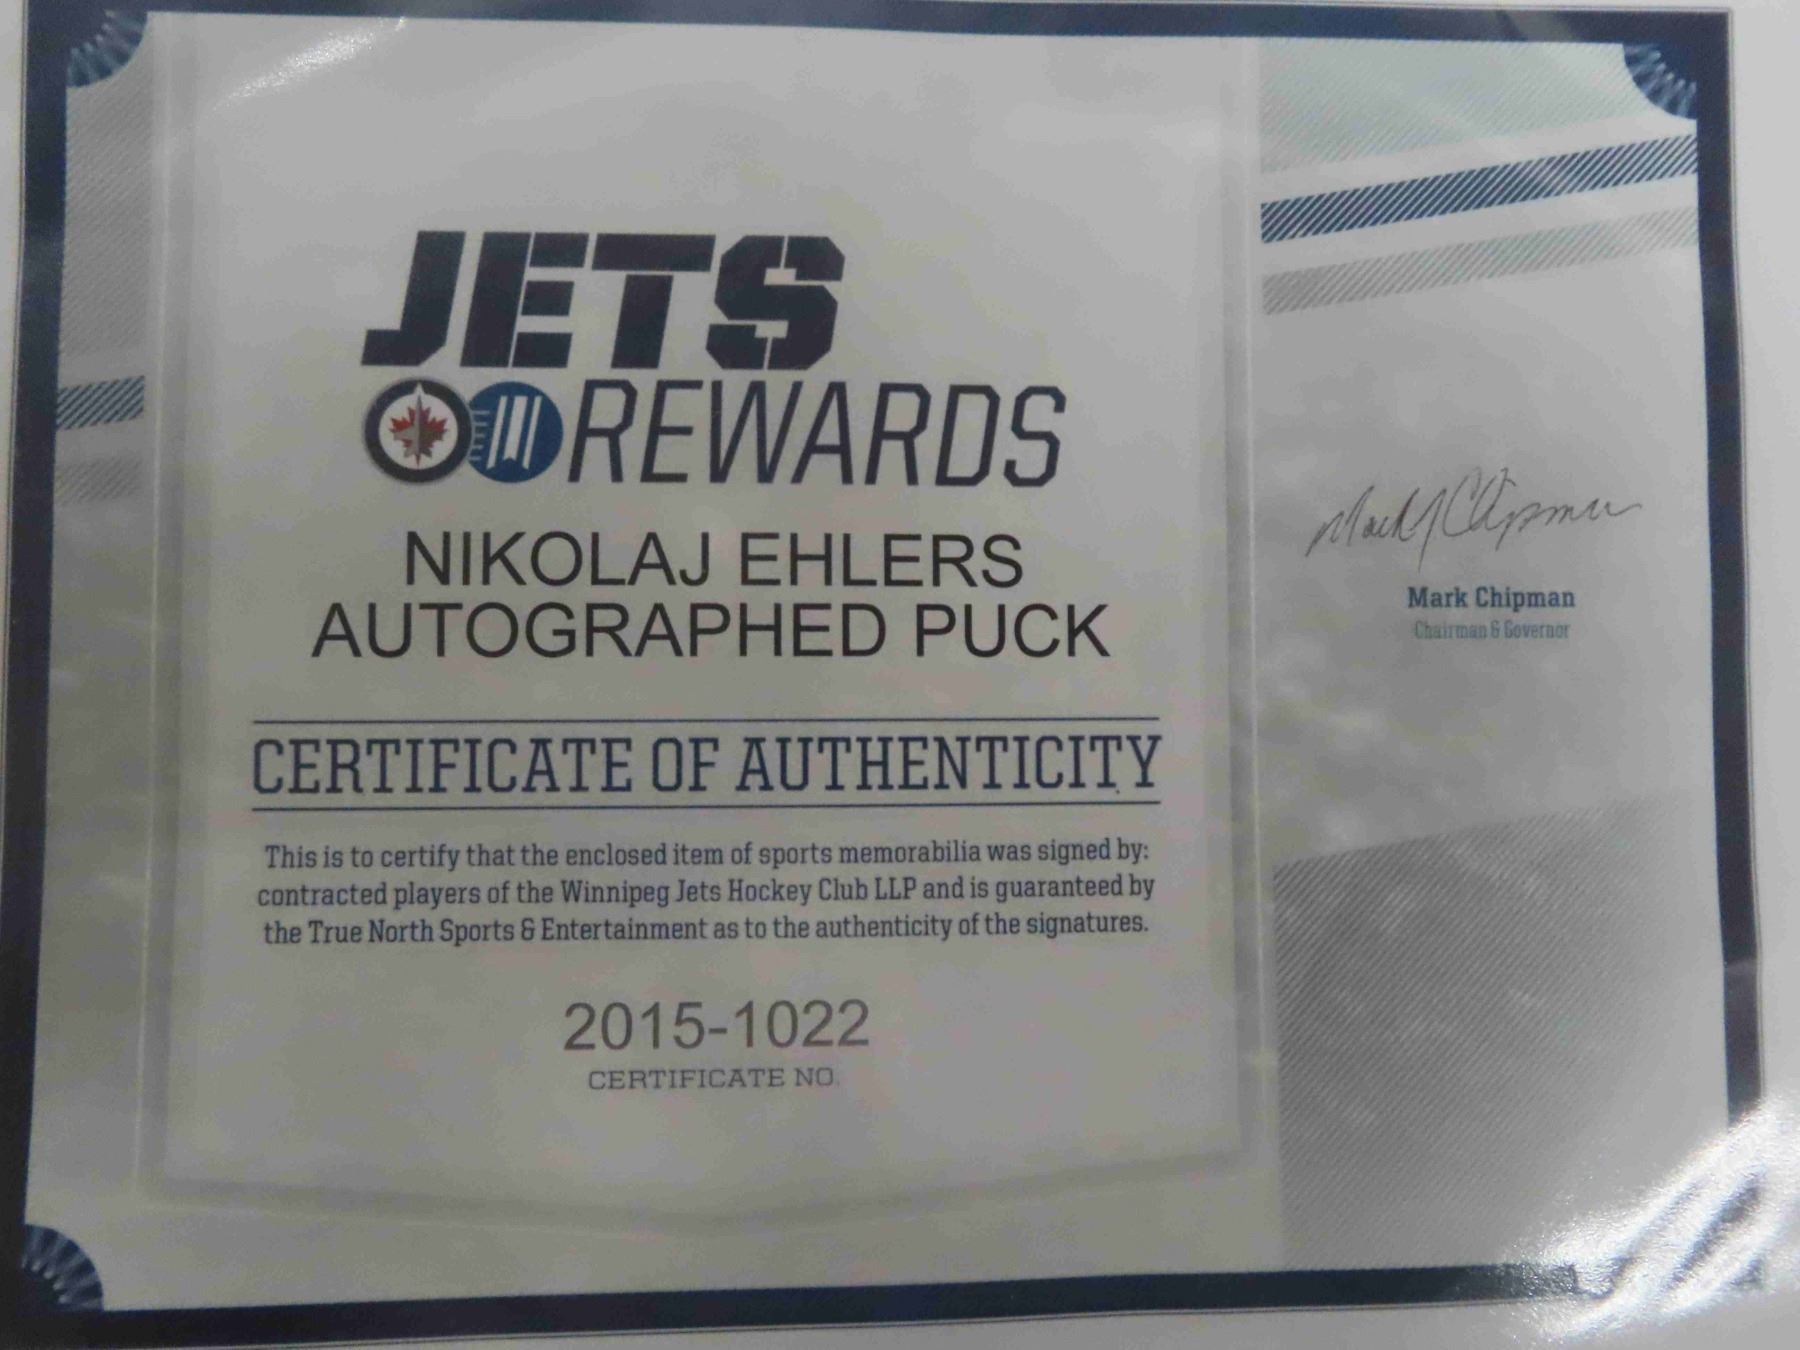 JETS
REWARDS
NIKOLAJ EHLERS
AUTOGRAPHED PUCK
CERTIFICATE OF AUTHENTICITY
This is to certify that the enclosed item of sports memorabilia was signed by:
contracted players of the Winnipeg Jets Hockey Club LLP and is guaranteed by
the True North Sports & Entertainment as to the authenticity of the signatures.
2015-1022
CERTIFICATE NO.
Mark Chipman
Mark Chipman
Chairman & Governor